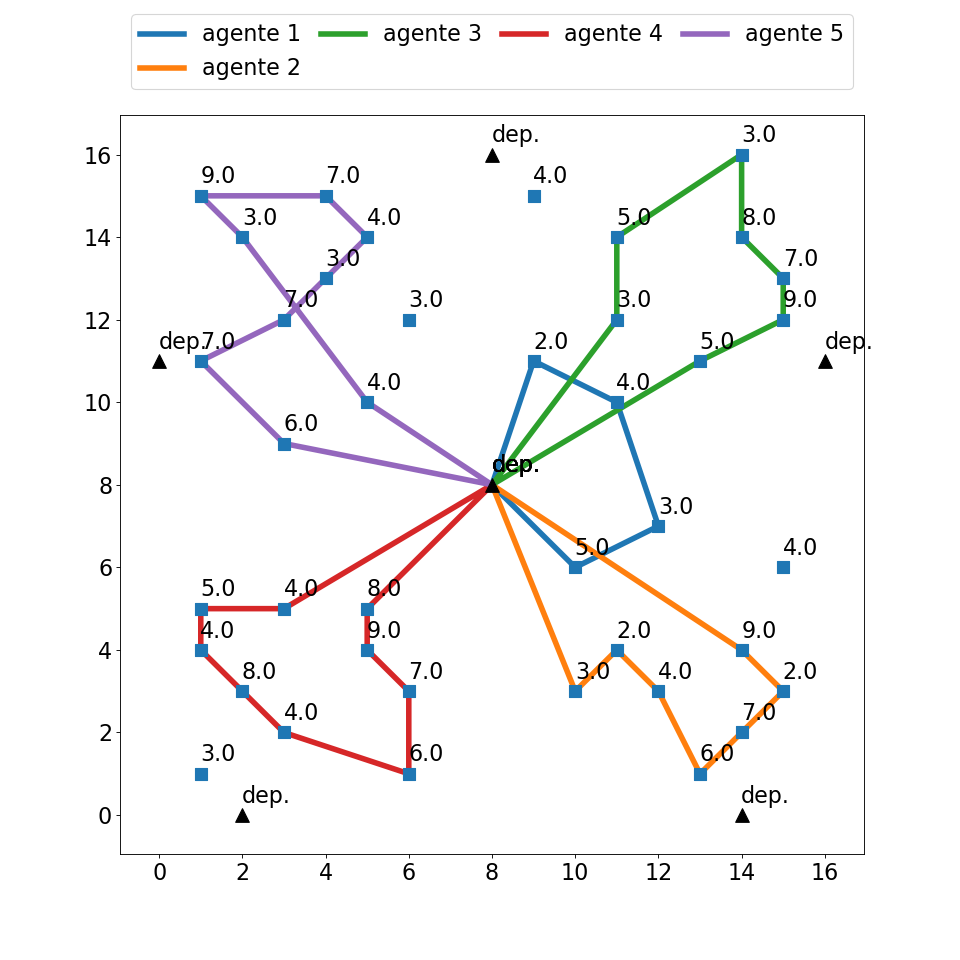 agente 1 agente 3 agente 4 agente 5
agente 2
dep. 3.0
16
9.0 7.0 4.0
3.0 4.0 5.0 8.0
14
3.0 7.0
7.0 3.0 3.0 9.0
12
dep. 7.0 2.0 5.0 dep.
4.0 4.0
10
6.0
dep. dep.
8
3.0
5.0 4.0
6
5.0 4.0 8.0
4.0 9.0 2.0 9.0
4
8.0 7.0 3.0 4.0 2.0
4.0 7.0
2
3.0 6.0 6.0
dep. dep.
0
0 2 4 6 8 10 12 14 16